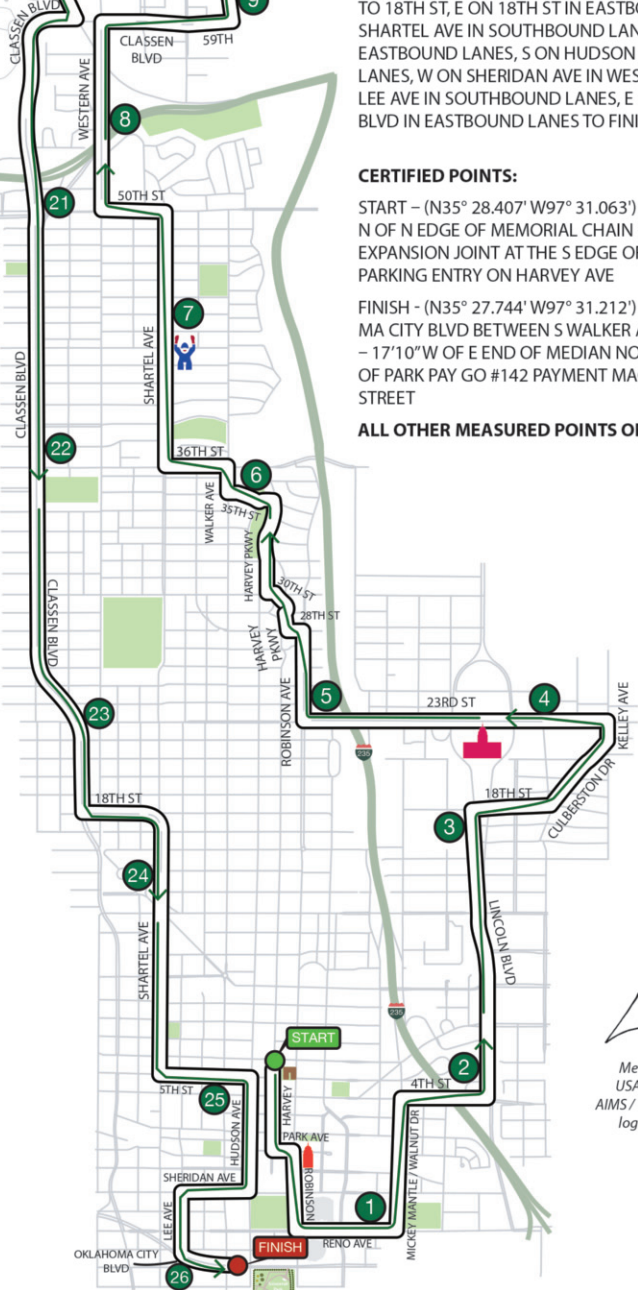 TO 18TH ST, E ON 18TH ST IN EASTBO
SHARTEL AVE IN SOUTHBOUND LAN
EASTBOUND LANES, S ON HUDSON
LANES, W ON SHERIDAN AVE IN WES
LEE AVE IN SOUTHBOUND LANES, E
BLVD IN EASTBOUND LANES TO FINI
CERTIFIED POINTS:
START – (N35° 28.407' W97° 31.063')
N OF N EDGE OF MEMORIAL CHAIN
EXPANSION JOINT AT THE S EDGE O
PARKING ENTRY ON HARVEY AVE
FINISH - (N35° 27.744' W97° 31.212')
MA CITY BLVD BETWEEN S WALKER A
– 17'10" W OF E END OF MEDIAN NO
OF PARK PAY GO #142 PAYMENT MA
STREET
ALL OTHER MEASURED POINTS O
CLASSEN BLVD
9
CLASSEN
BLVD
59TH
WESTERN AVE
8
50TH ST
21
7
SHARTEL AVE
CLASSEN BLVD
22
36TH ST
6
WALKER AVE
35TH ST
HARVEY PKWY
30TH ST
28TH ST
HARVEY
PKWY
CLASSEN BLVD
ROBINSON AVE
5
23RD ST
4
KELLEY AVE
23
235
18TH ST
CULBERSTON DR
18TH ST
3
24
LINCOLN BLVD
SHARTEL AVE
235
START
2
4TH ST
5TH ST
25
HUDSON AVE
HARVEY
PARK AVE
ROBINSON
MICKEY MANTLE / WALNUT DR
SHERIDAN AVE
1
LEE AVE
RENO AVE
OKLAHOMA CITY
BLVD
FINISH
26
Me
USA
AIMS /
log